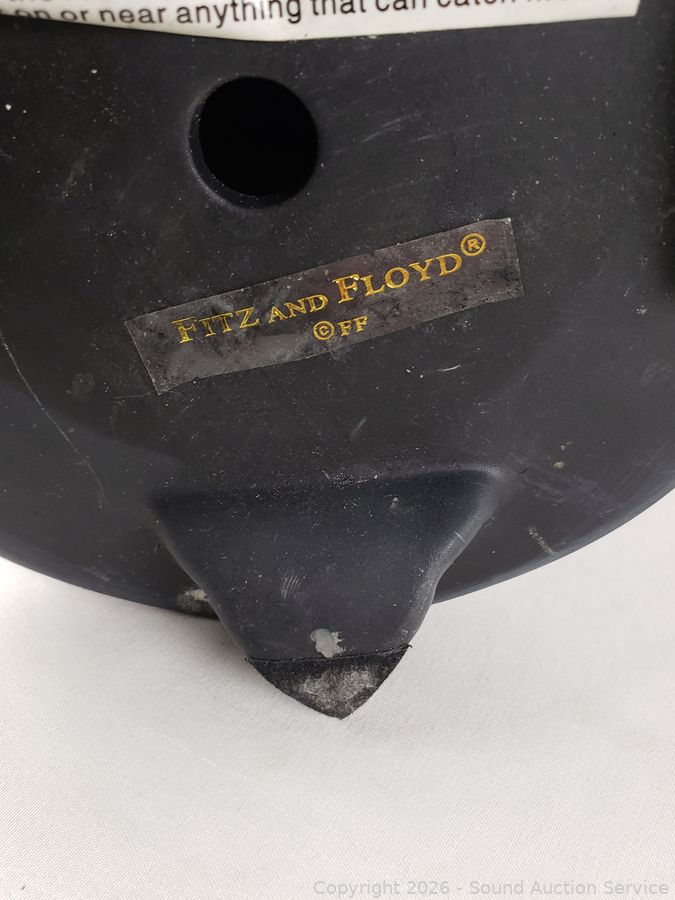 on or near anything that can catch
FITZ AND FLOYD®
©FF
Copyright 2026 - Sound Auction Service